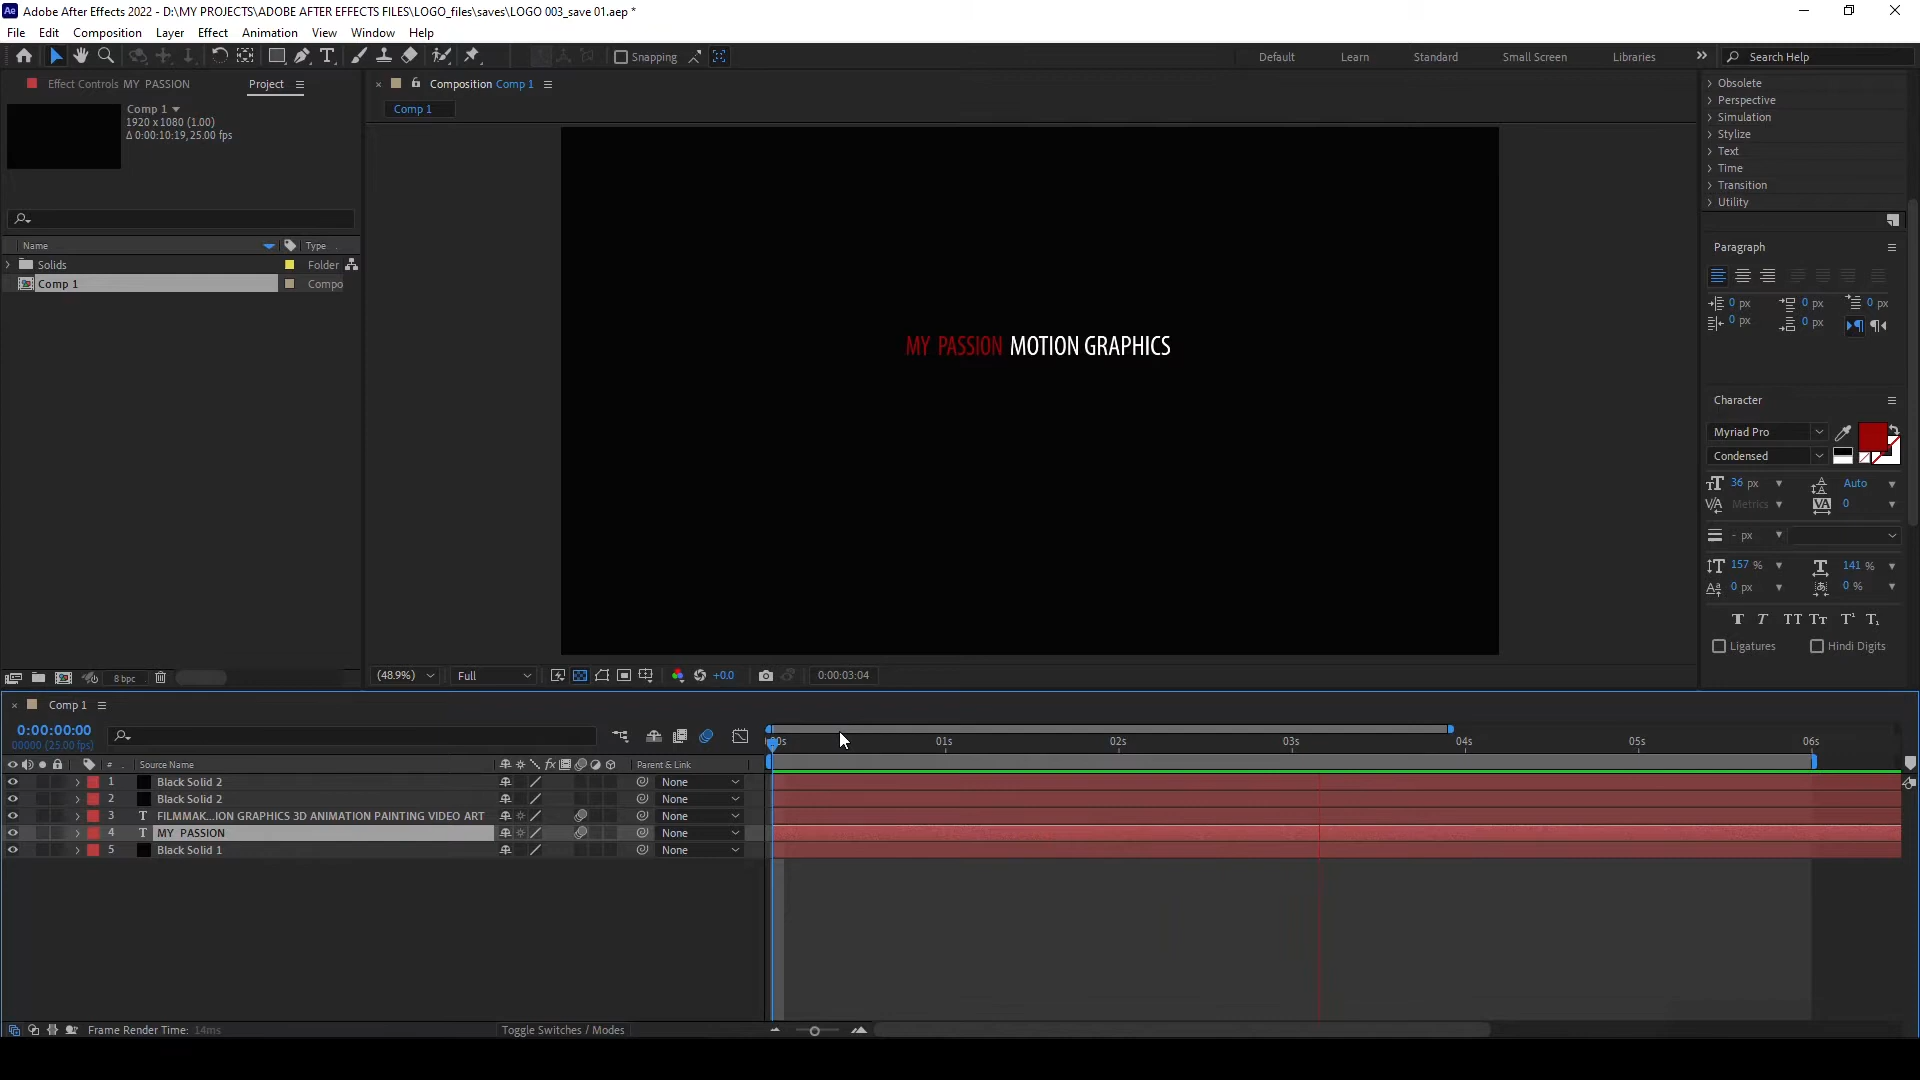 Adobe After Effects 2022 - D:\MY PROJECTS\ADOBE AFTER EFFECTS FILES\LOGO_files\saves\LOGO 003_save 01.aep *
File Edit Composition Layer Effect Animation View Window Help
Snapping
Default Learn Standard Small Screen Libraries
Search Help
Effect Controls MY PASSION
Project
Comp 1
1920 x 1080 (1.00)
Δ 0:00:10:19, 25.00 fps
Name Type
Solids Folder
Comp 1 Compo
8 bpc
Composition Comp 1
Comp 1
MY PASSION MOTION GRAPHICS
(48.9%) Full +0.0 0:00:03:04
Obsolete
Perspective
Simulation
Stylize
Text
Time
Transition
Utility
Paragraph
0 px 0 px 0 px
0 px 0 px
Character
Myriad Pro
Condensed
36 px Auto
Metrics 0
- px
157 % 141 %
0 px 0 %
Ligatures Hindi Digits
Comp 1
0:00:00:00
00000 (25.00 fps)
00s 01s 02s 03s 04s 05s 06s
# Source Name Parent & Link
1 Black Solid 2 None
2 Black Solid 2 None
3 FILMMAK...ION GRAPHICS 3D ANIMATION PAINTING VIDEO ART None
4 MY PASSION None
5 Black Solid 1 None
Frame Render Time: 14ms
Toggle Switches / Modes